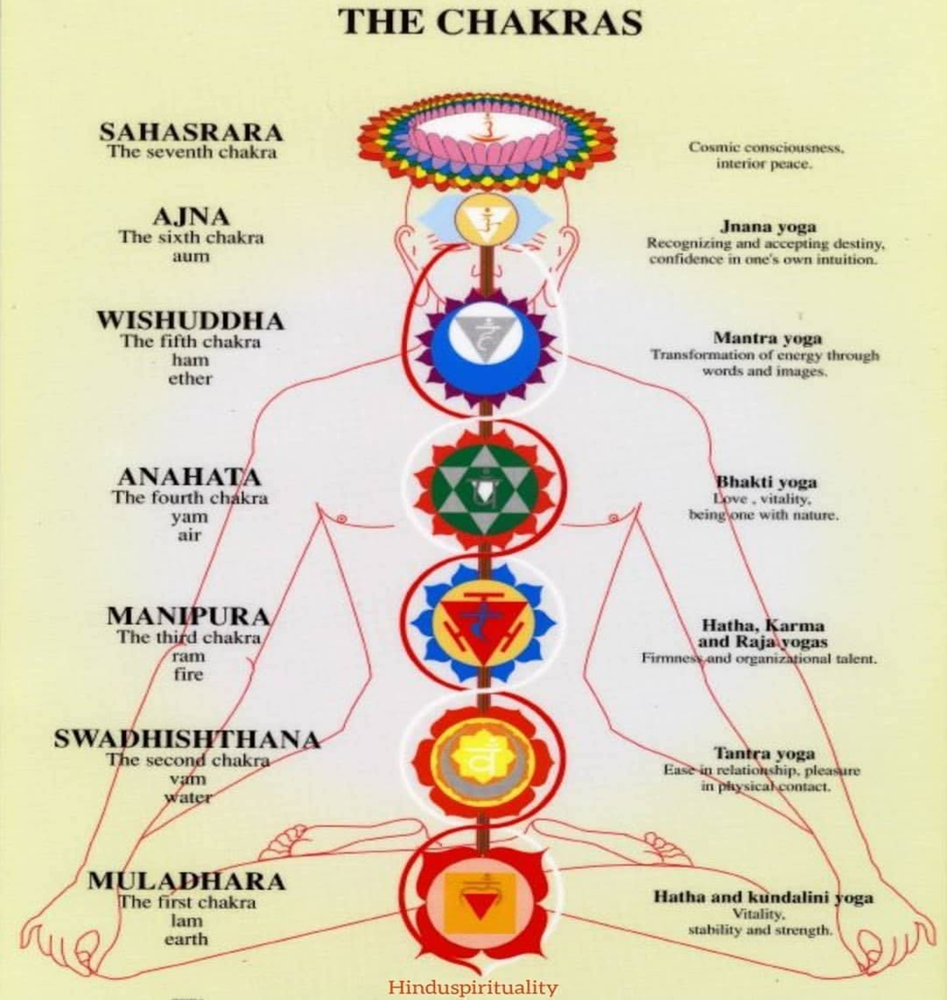 THE CHAKRAS
SAHASRARA
The seventh chakra
Cosmic consciousness,
interior peace.
AJNA
The sixth chakra
aum
Jnana yoga
Recognizing and accepting destiny,
confidence in one's own intuition.
WISHUDDHA
The fifth chakra
ham
ether
Mantra yoga
Transformation of energy through
words and images.
ANAHATA
The fourth chakra
yam
air
Bhakti yoga
Love , vitality,
being one with nature.
MANIPURA
The third chakra
ram
fire
Hatha, Karma
and Raja yogas
Firmness and organizational talent.
SWADHISHTHANA
The second chakra
vam
water
वं
Tantra yoga
Ease in relationship, pleasure
in physical contact.
MULADHARA
The first chakra
lam
earth
Hatha and kundalini yoga
Vitality,
stability and strength.
Hinduspirituality